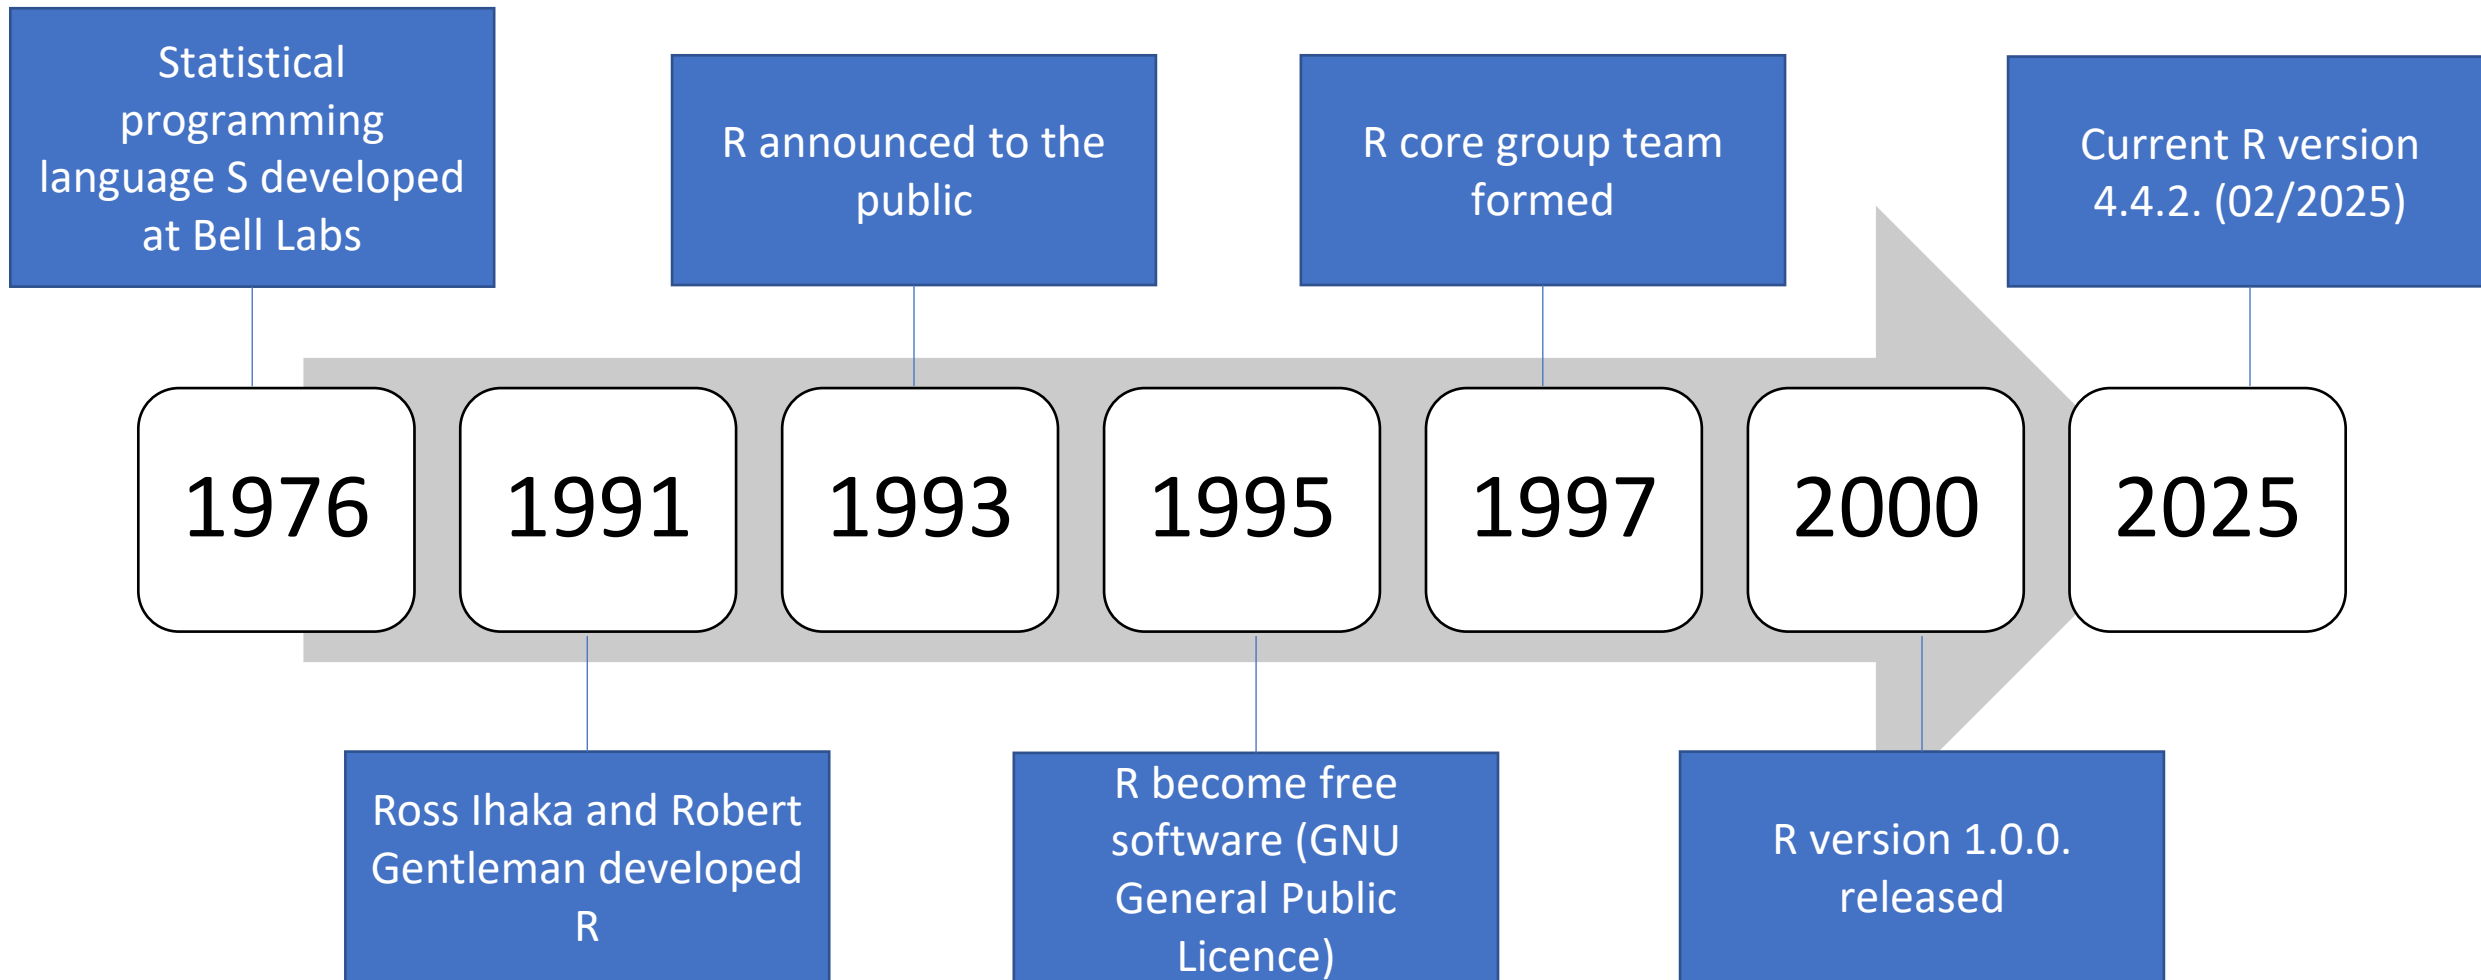 Statistical
programming
language S developed
at Bell Labs
R announced to the
public
R core group team
formed
Current R version
4.4.2. (02/2025)
1976
1991
1993
1995
1997
2000
2025
Ross Ihaka and Robert
Gentleman developed
R
R become free
software (GNU
General Public
Licence)
R version 1.0.0.
released